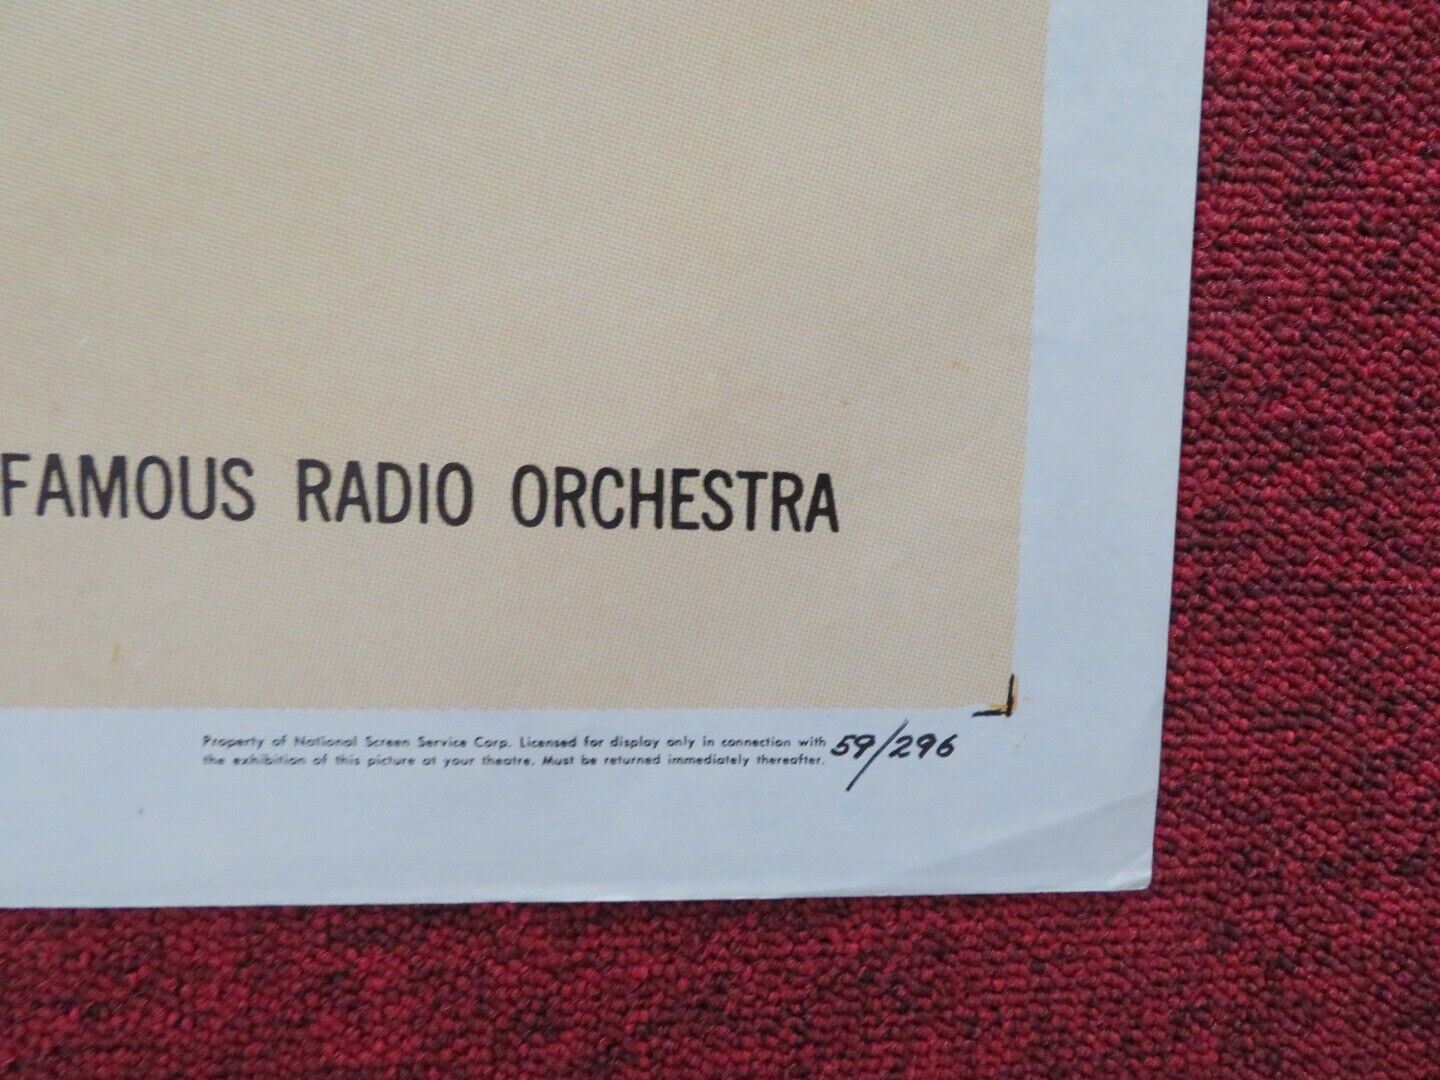 FAMOUS RADIO ORCHESTRA
Property of National Screen Service Corp. Licensed for display only in connection with
the exhibition of this picture at your theatre. Must be returned immediately thereafter.
59/296